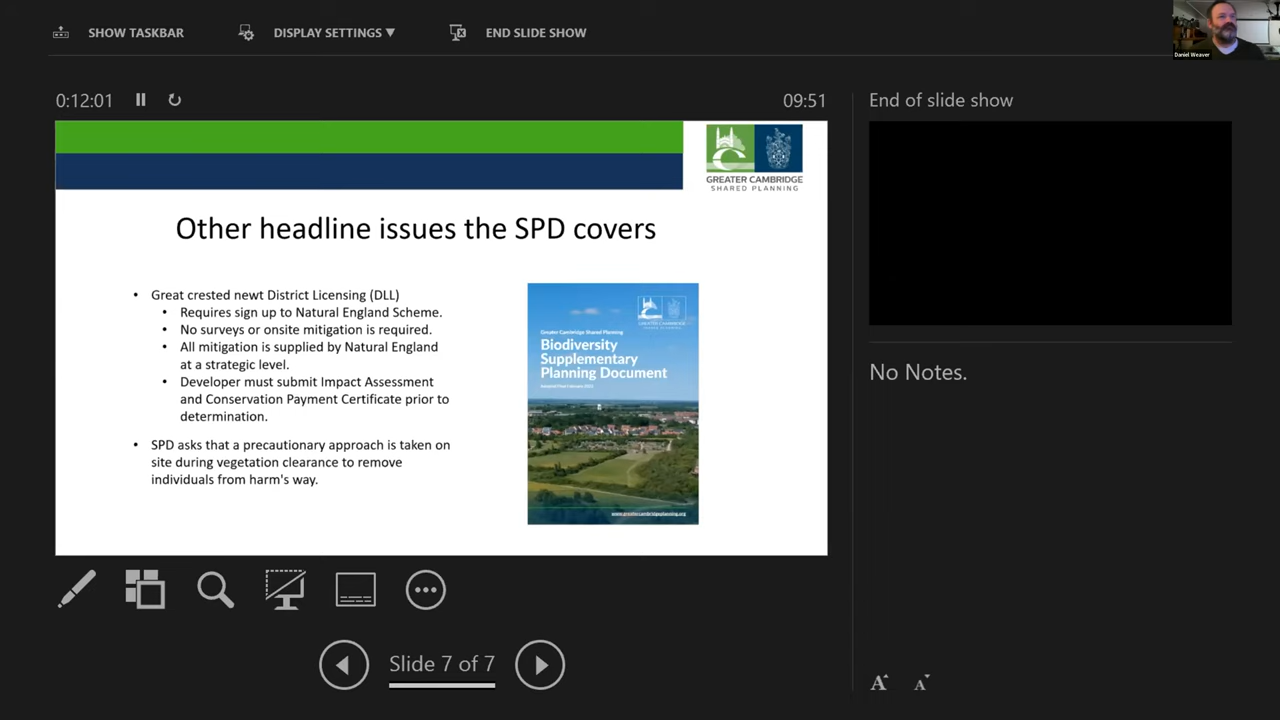 SHOW TASKBAR
DISPLAY SETTINGS ▼
END SLIDE SHOW
Daniel Weaver
0:12:01
09:51
End of slide show
GREATER CAMBRIDGE
SHARED PLANNING
Other headline issues the SPD covers
• Great crested newt District Licensing (DLL)
• Requires sign up to Natural England Scheme.
• No surveys or onsite mitigation is required.
• All mitigation is supplied by Natural England
at a strategic level.
• Developer must submit Impact Assessment
and Conservation Payment Certificate prior to
determination.
• SPD asks that a precautionary approach is taken on
site during vegetation clearance to remove
individuals from harm's way.
Greater Cambridge Shared Planning
Biodiversity
Supplementary
Planning Document
www.greatercambridgeplanning.org
No Notes.
Slide 7 of 7
A A